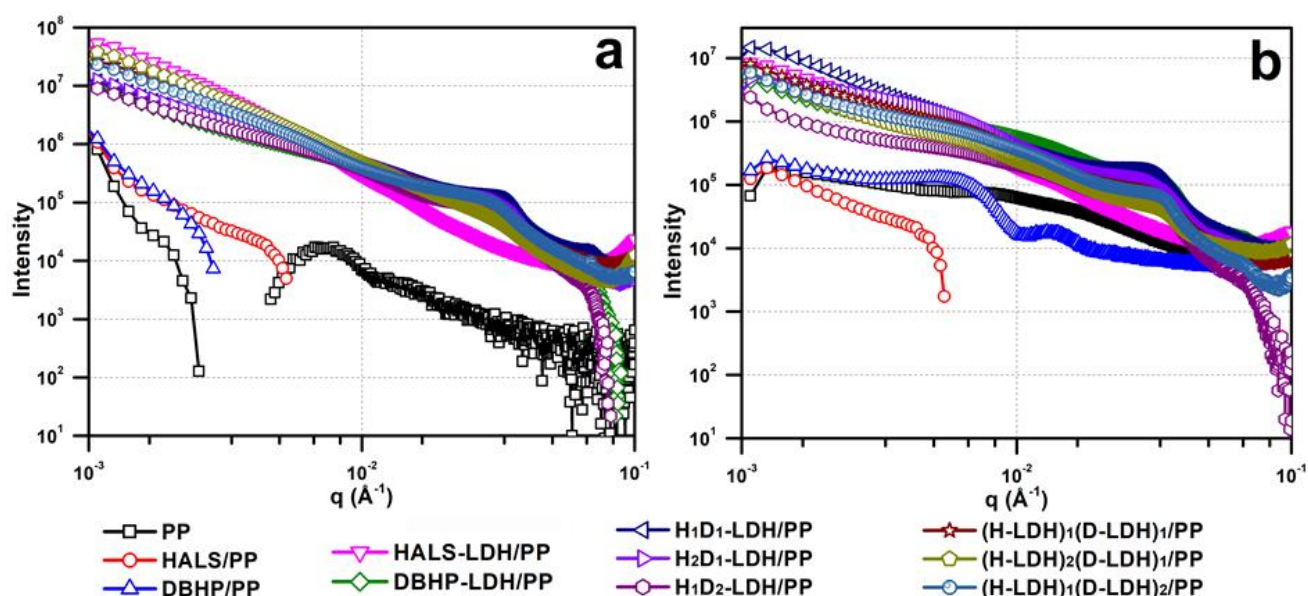 a
10⁸
10⁷
10⁶
10⁵
10⁴
10³
10²
10¹
Intensity
10⁻³
10⁻²
10⁻¹
q (Å⁻¹)
b
10⁷
10⁶
10⁵
10⁴
10³
10²
10¹
Intensity
10⁻³
10⁻²
10⁻¹
q (Å⁻¹)
PP
HALS/PP
DBHP/PP
HALS-LDH/PP
DBHP-LDH/PP
H₁D₁-LDH/PP
H₂D₁-LDH/PP
H₁D₂-LDH/PP
(H-LDH)₁(D-LDH)₁/PP
(H-LDH)₂(D-LDH)₁/PP
(H-LDH)₁(D-LDH)₂/PP